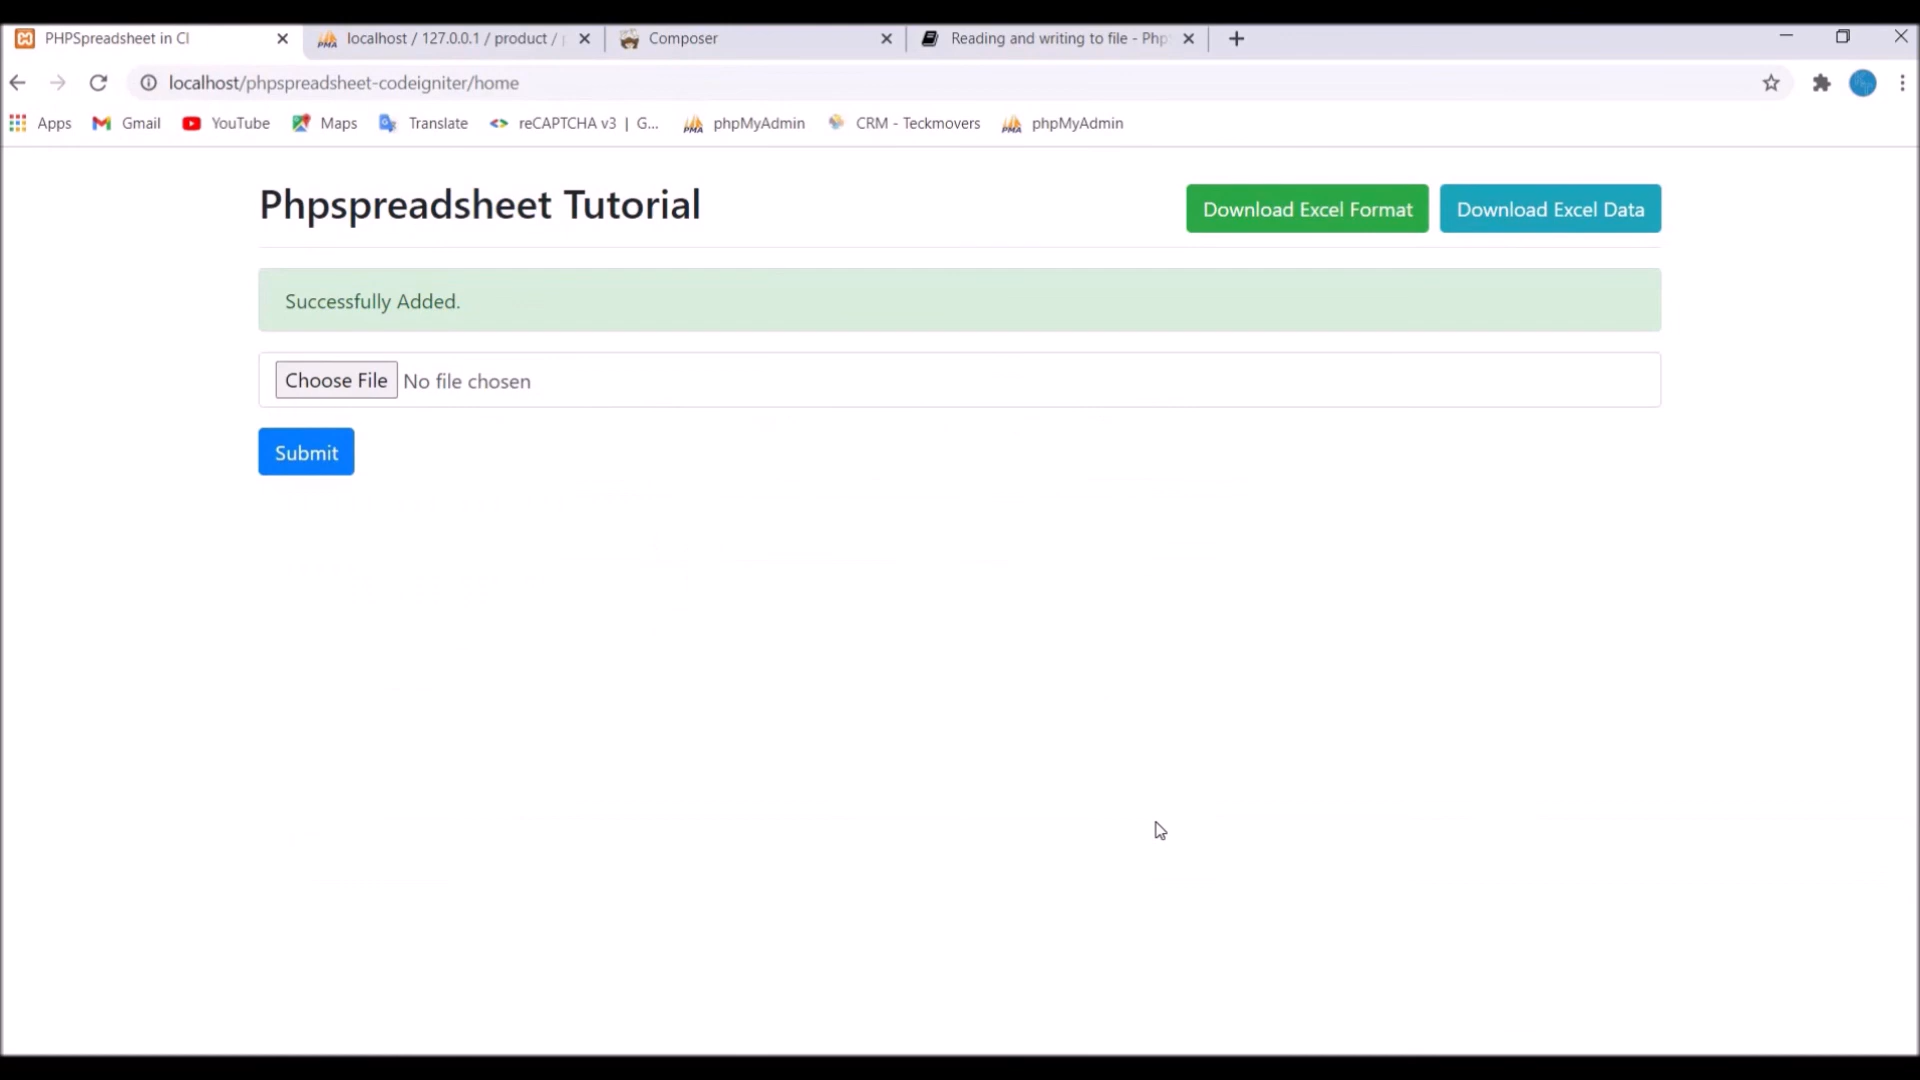 PHPSpreadsheet in CI
localhost / 127.0.0.1 / product /
Composer
Reading and writing to file - Php
localhost/phpspreadsheet-codeigniter/home
Apps
Gmail
YouTube
Maps
Translate
reCAPTCHA v3 | G...
PMA
phpMyAdmin
CRM - Teckmovers
PMA
phpMyAdmin
Phpspreadsheet Tutorial
Download Excel Format
Download Excel Data
Successfully Added.
Choose File No file chosen
Submit